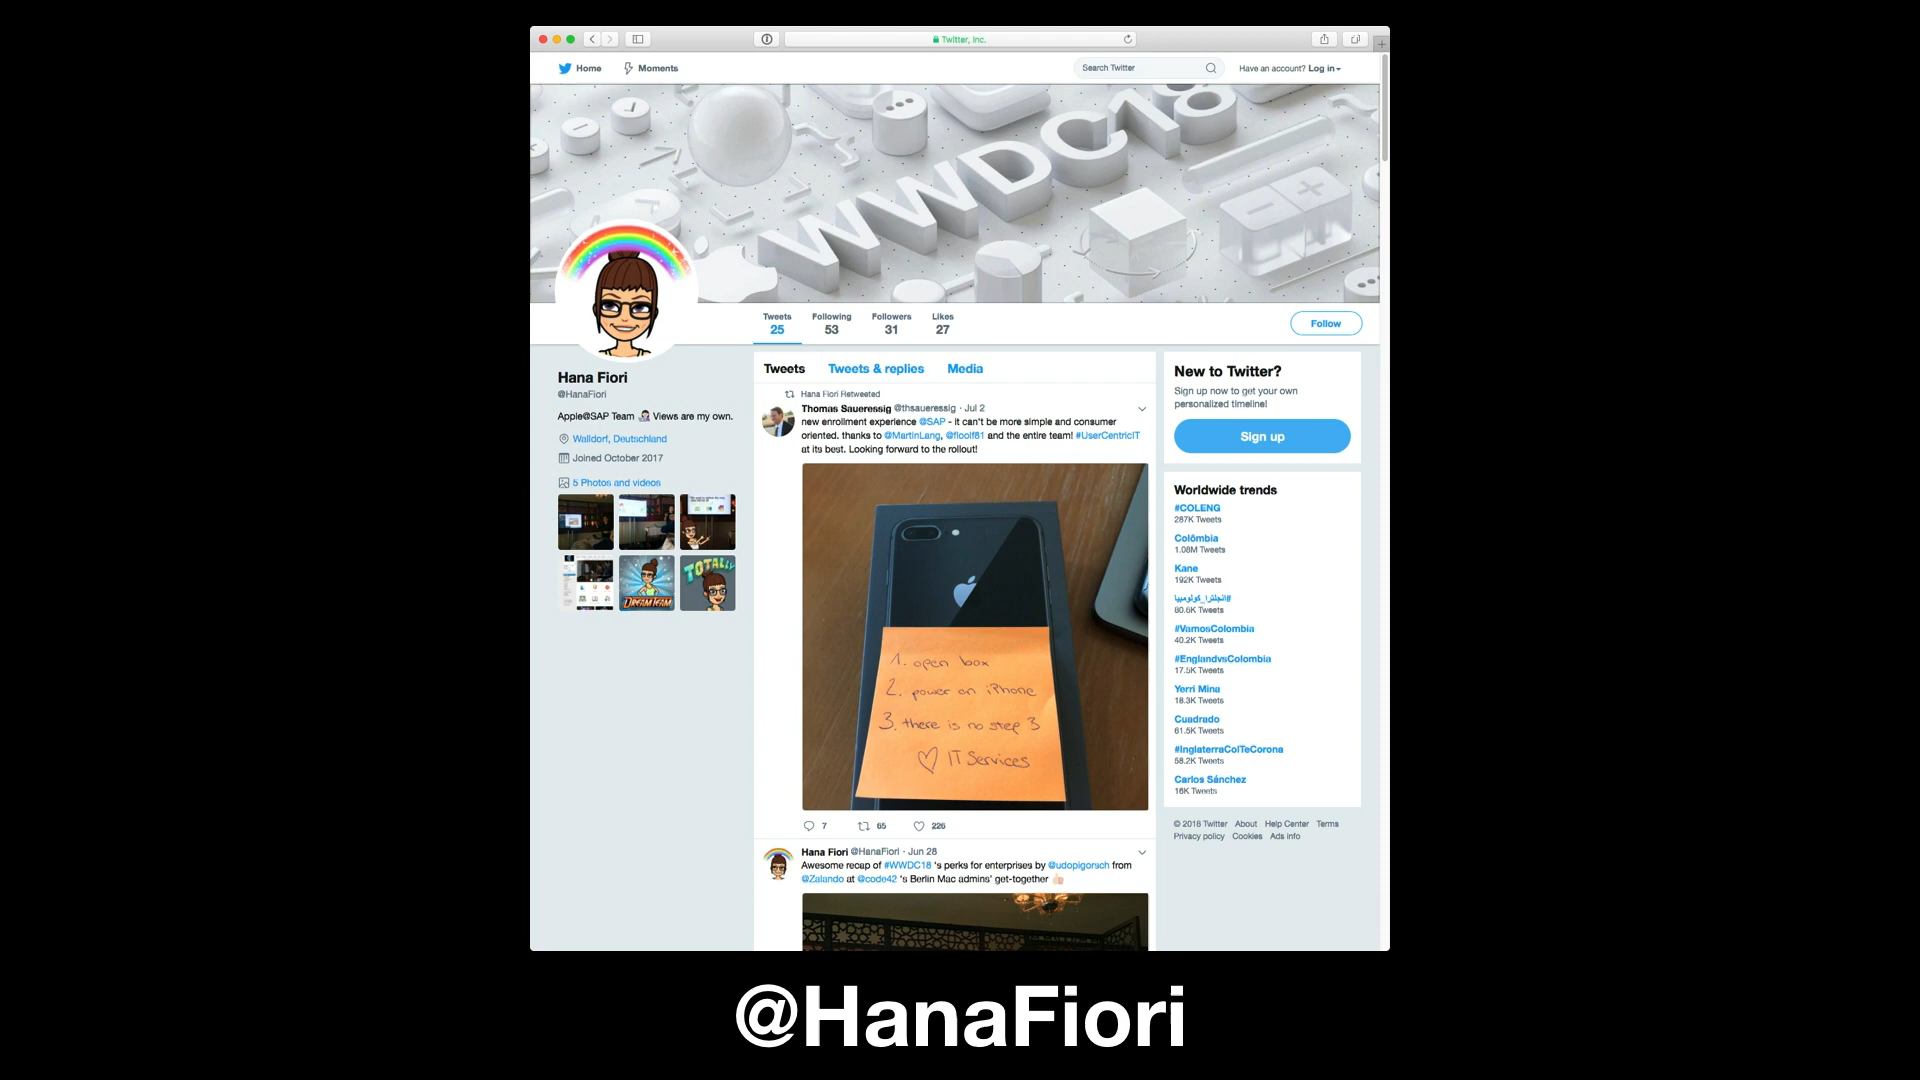 Twitter, Inc.
Home
Moments
Search Twitter
Have an account? Log in
WWDC18
Tweets
25
Following
53
Followers
31
Likes
27
Follow
Hana Fiori
@HanaFiori
Apple@SAP Team 👩🏻‍💻 Views are my own.
Walldorf, Deutschland
Joined October 2017
5 Photos and videos
DREAM TEAM
TOTALLY
Tweets
Tweets & replies
Media
Hana Fiori Retweeted
Thomas Saueressig @thsaueressig · Jul 2
new enrollment experience @SAP - it can't be more simple and consumer
oriented. thanks to @MartinLang, @floolf81 and the entire team! #UserCentricIT
at its best. Looking forward to the rollout!
1. open box
2. power on iPhone
3. there is no step 3
♡ IT Services
7
65
226
Hana Fiori @HanaFiori · Jun 28
Awesome recap of #WWDC18 's perks for enterprises by @udopigorsch from
@Zalando at @code42 's Berlin Mac admins' get-together 👍🏻
New to Twitter?
Sign up now to get your own
personalized timeline!
Sign up
Worldwide trends
#COLENG
287K Tweets
Colômbia
1.08M Tweets
Kane
192K Tweets
#انجلترا_كولومبيا
80.6K Tweets
#VamosColombia
40.2K Tweets
#EnglandvsColombia
17.5K Tweets
Yerri Mina
18.3K Tweets
Cuadrado
61.5K Tweets
#InglaterraColTeCorona
58.2K Tweets
Carlos Sánchez
16K Tweets
© 2018 Twitter About Help Center Terms
Privacy policy Cookies Ads info
@HanaFiori